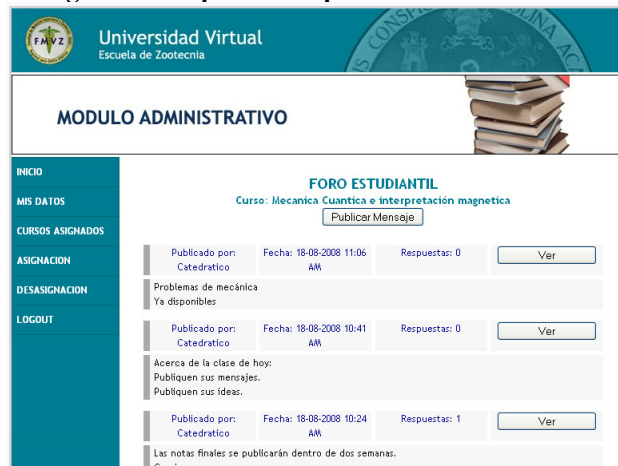 FMVZ
Universidad Virtual
Escuela de Zootecnia
MODULO ADMINISTRATIVO
INICIO
MIS DATOS
CURSOS ASIGNADOS
ASIGNACION
DESASIGNACION
LOGOUT
FORO ESTUDIANTIL
Curso: Mecanica Cuantica e interpretación magnetica
Publicar Mensaje
Publicado por: Catedratico
Fecha: 18-08-2008 11:06 AM
Respuestas: 0
Ver
Problemas de mecánica
Ya disponibles
Publicado por: Catedratico
Fecha: 18-08-2008 10:41 AM
Respuestas: 0
Ver
Acerca de la clase de hoy:
Publiquen sus mensajes.
Publiquen sus ideas.
Publicado por: Catedratico
Fecha: 18-08-2008 10:24 AM
Respuestas: 1
Ver
Las notas finales se publicarán dentro de dos semanas.